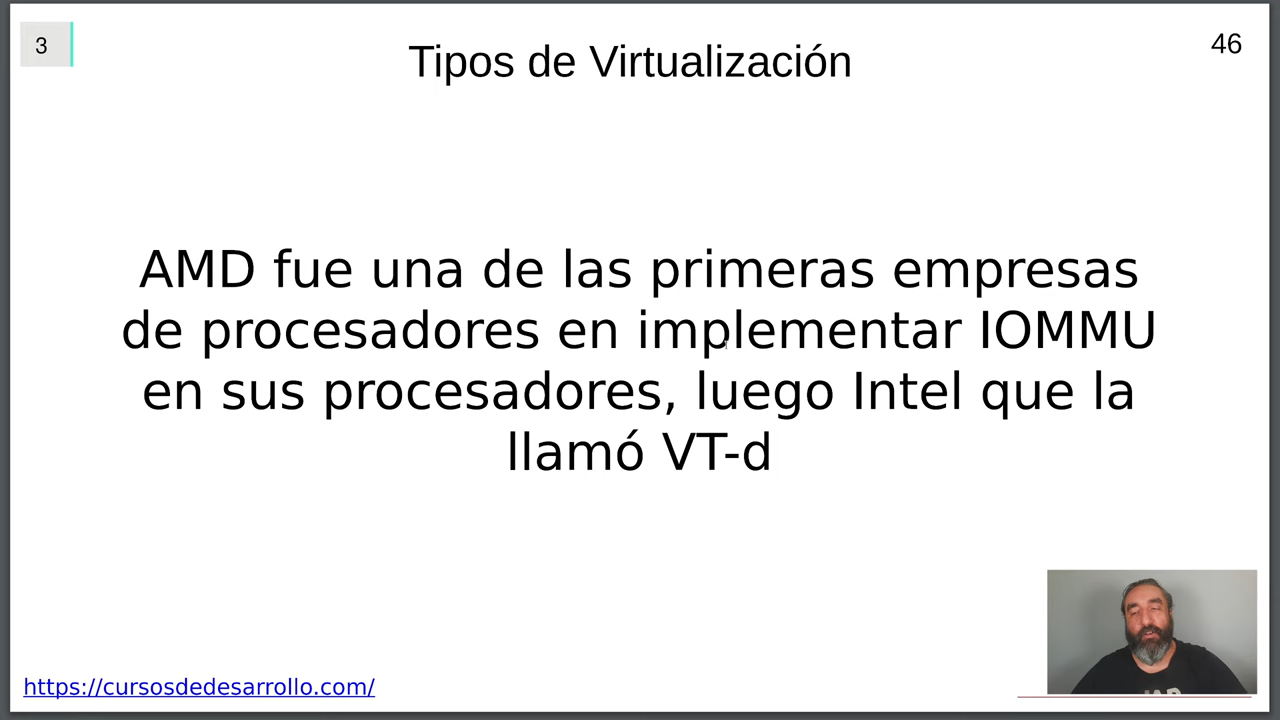 3
Tipos de Virtualización
46
AMD fue una de las primeras empresas
de procesadores en implementar IOMMU
en sus procesadores, luego Intel que la
llamó VT-d
https://cursosdedesarrollo.com/